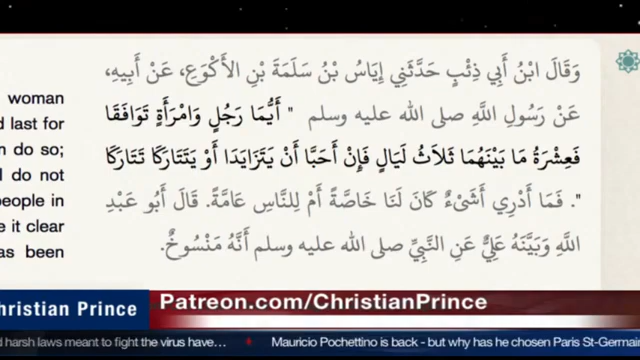 وَقَالَ ابْنُ أَبِي ذِئْبٍ حَدَّثَنِي إِيَاسُ بْنُ سَلَمَةَ بْنِ الأَكْوَعِ، عَنْ أَبِيهِ،
عَنْ رَسُولِ اللَّهِ صلى الله عليه وسلم " أَيُّمَا رَجُلٍ وَامْرَأَةٍ تَوَافَقَا
فَعِشْرَةُ مَا بَيْنَهُمَا ثَلاَثُ لَيَالٍ فَإِنْ أَحَبَّا أَنْ يَتَزَايَدَا أَوْ يَتَتَارَكَا تَتَارَكَا
". فَمَا أَدْرِي أَشَىْءٌ كَانَ لَنَا خَاصَّةً أَمْ لِلنَّاسِ عَامَّةً. قَالَ أَبُو عَبْدِ
اللَّهِ وَبَيَّنَهُ عَلِيٌّ عَنِ النَّبِيِّ صلى الله عليه وسلم أَنَّهُ مَنْسُوخٌ.
woman
last for
do so;
do not
people in
it clear
been
Christian Prince
Patreon.com/ChristianPrince
harsh laws meant to fight the virus have...
Mauricio Pochettino is back - but why has he chosen Paris St-Germain